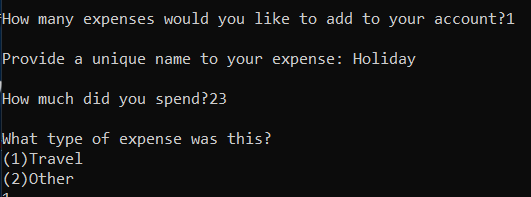 How many expenses would you like to add to your account?1
Provide a unique name to your expense: Holiday
How much did you spend?23
What type of expense was this?
(1)Travel
(2)Other
1